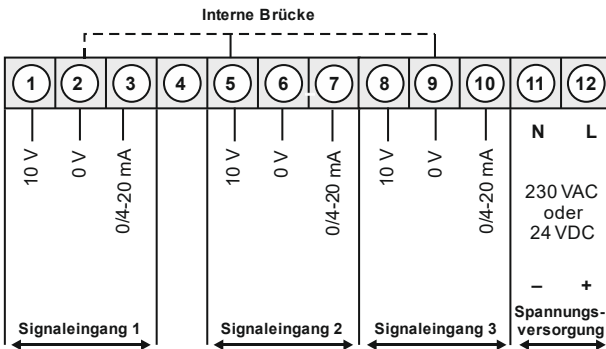 Interne Brücke
1 2 3 4 5 6 7 8 9 10 11 12
10 V
0 V
0/4-20 mA
10 V
0 V
0/4-20 mA
10 V
0 V
0/4-20 mA
N L
230 VAC
oder
24 VDC
– +
Signaleingang 1
Signaleingang 2
Signaleingang 3
Spannungs-
versorgung